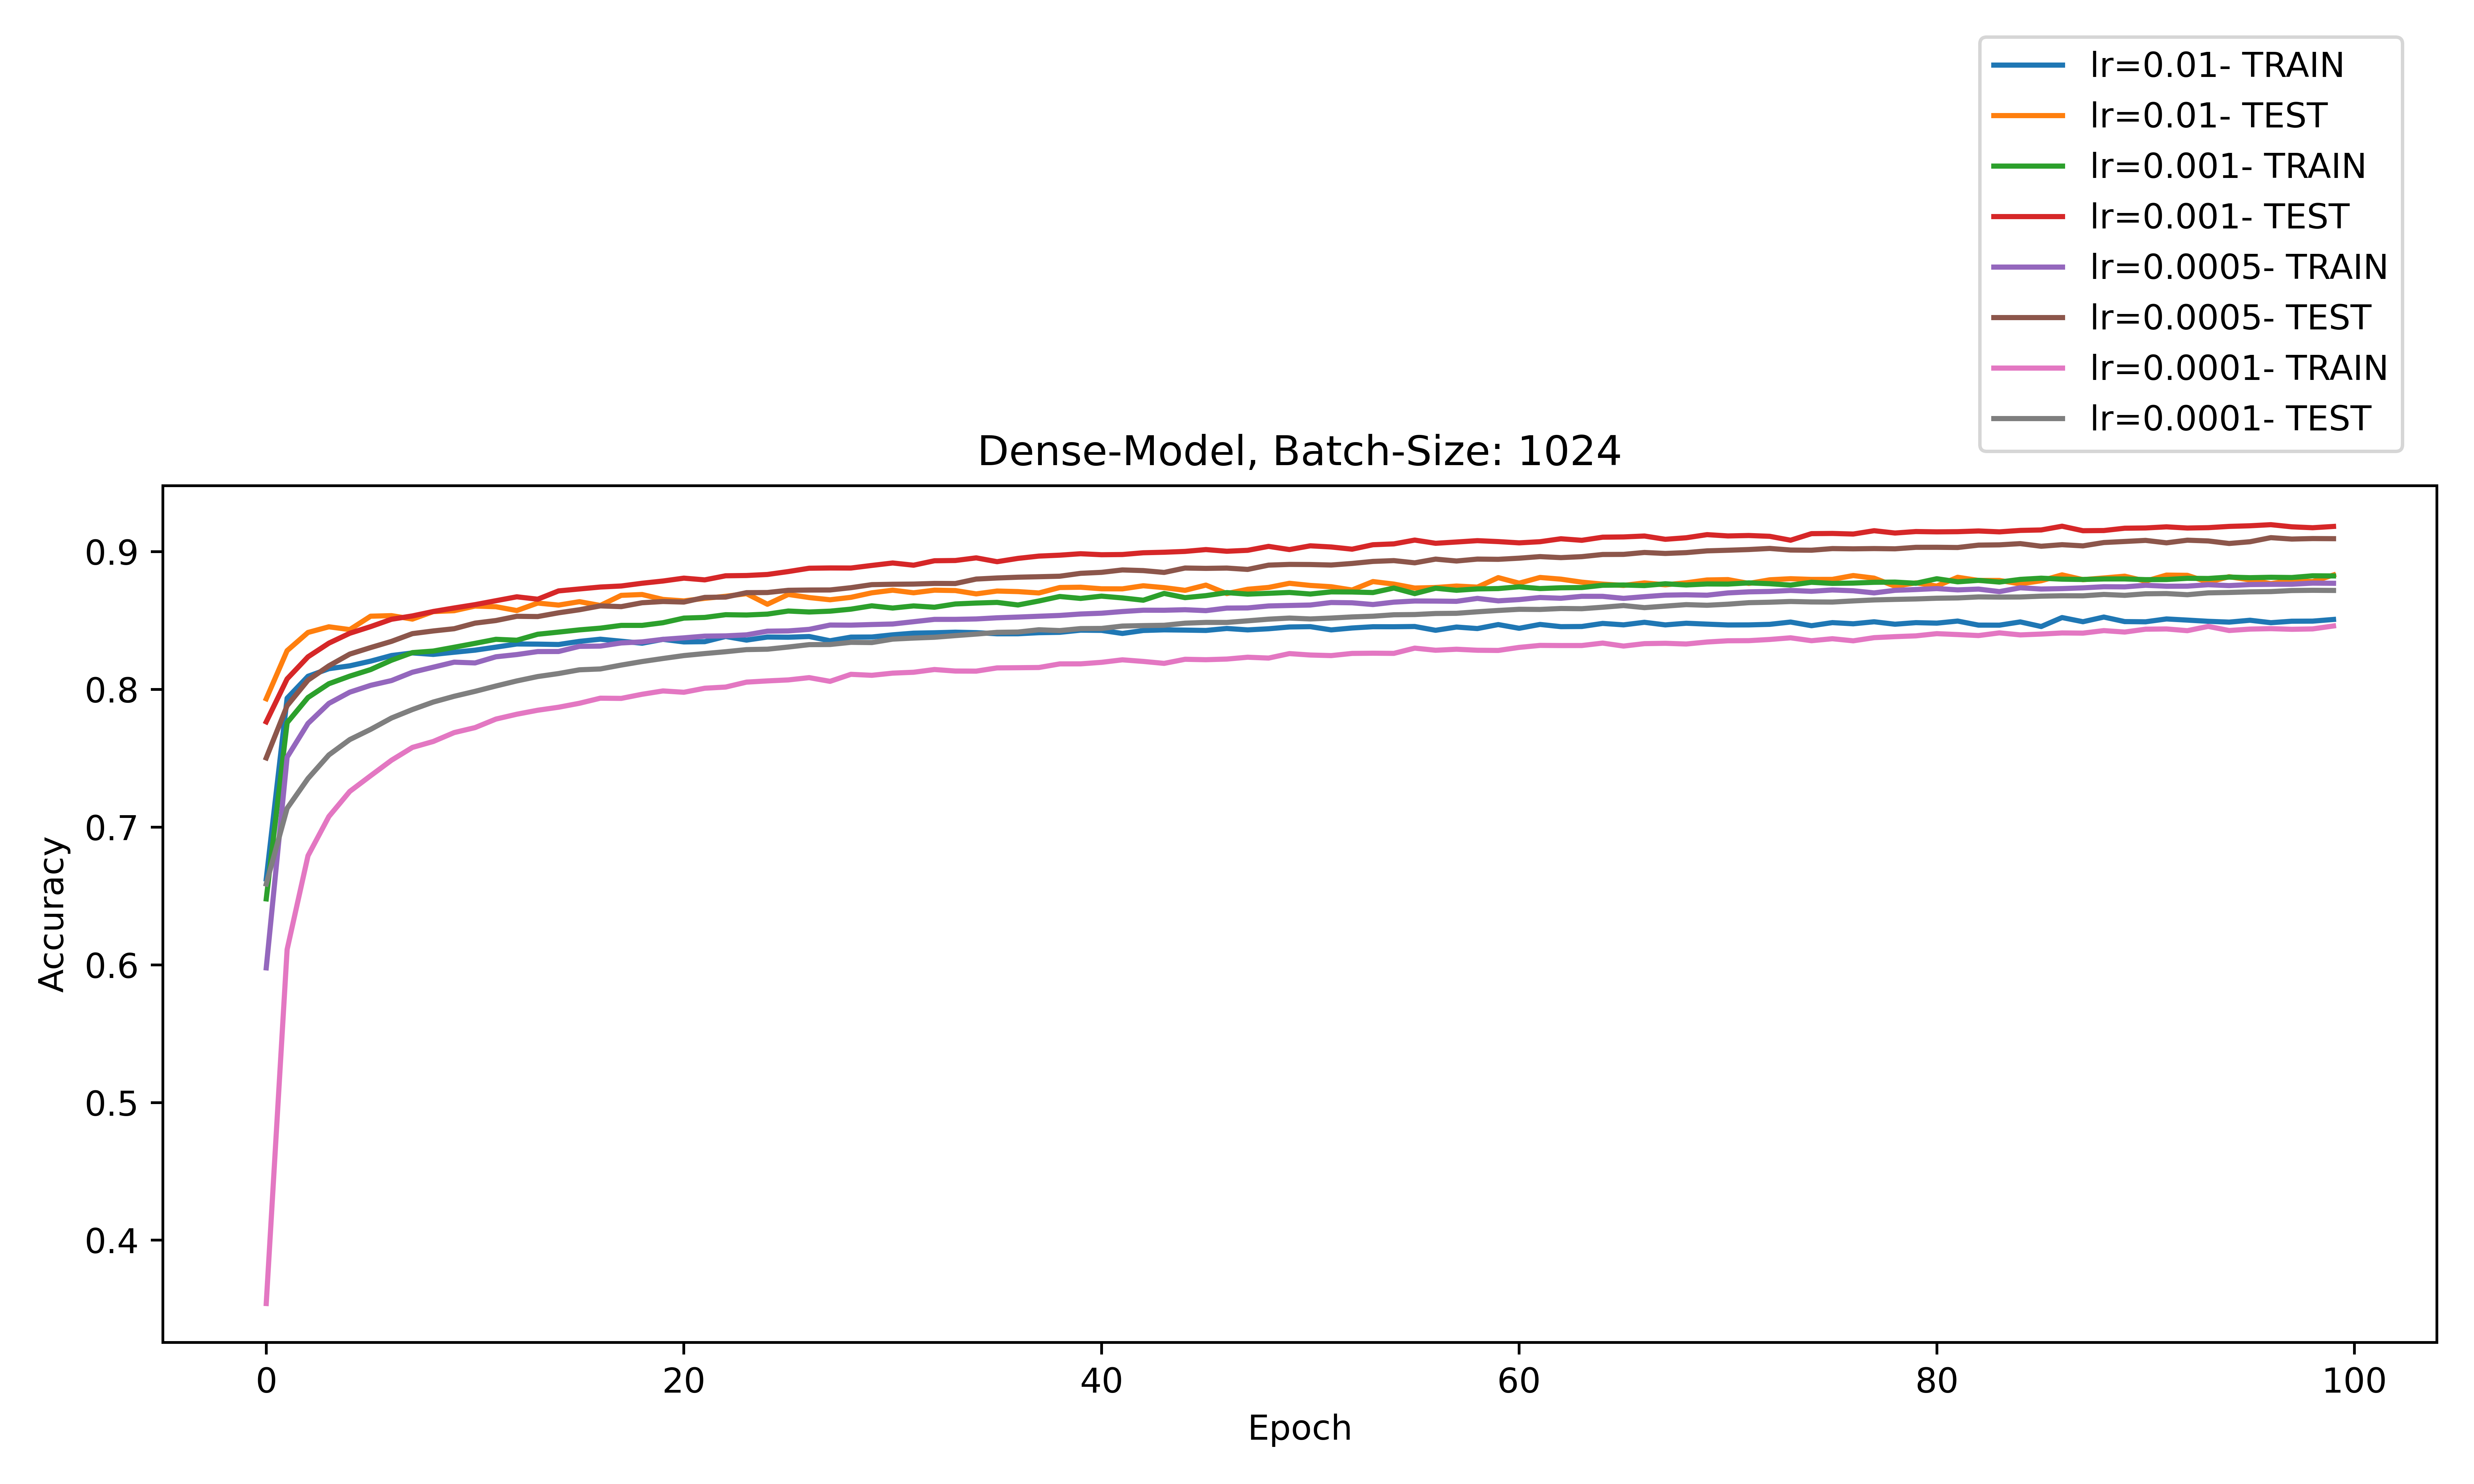 lr=0.01- TRAIN
lr=0.01- TEST
lr=0.001- TRAIN
lr=0.001- TEST
lr=0.0005- TRAIN
lr=0.0005- TEST
lr=0.0001- TRAIN
lr=0.0001- TEST
Dense-Model, Batch-Size: 1024
Accuracy
0.9
0.8
0.7
0.6
0.5
0.4
0 20 40 60 80 100
Epoch